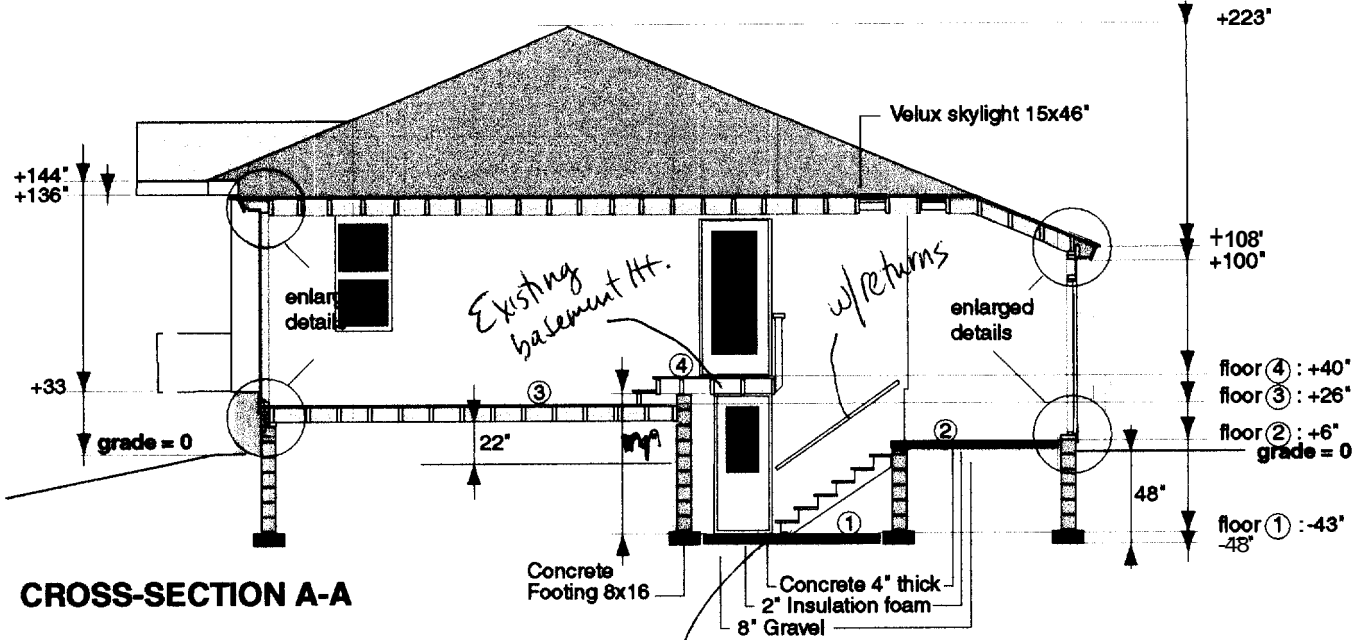 +223"
Velux skylight 15x46"
+144"
+136"
+108"
+100"
enlarged
details
Existing
basement Ht.
w/returns
enlarged
details
floor ④ : +40"
floor ③ : +26"
floor ② : +6"
grade = 0
+33
grade = 0
④
③
②
22"
48"
①
floor ① : -43"
-48"
Concrete
Footing 8x16
Concrete 4" thick
2" Insulation foam
8" Gravel
CROSS-SECTION A-A